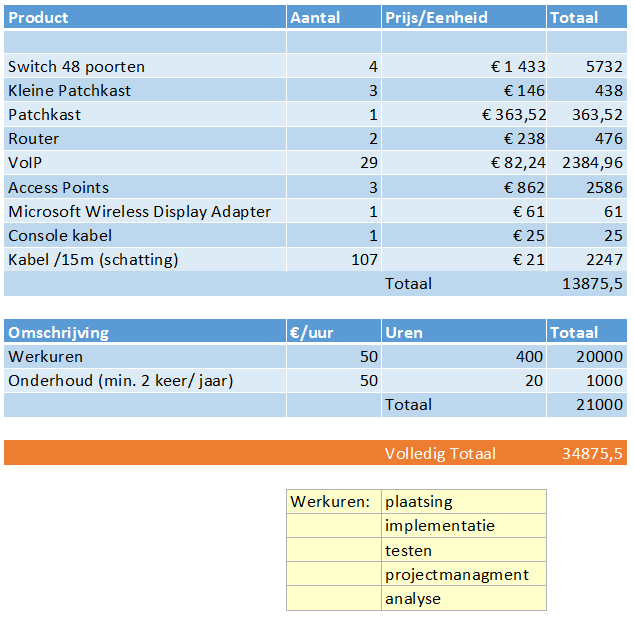 Product Aantal Prijs/Eenheid Totaal
Switch 48 poorten 4 € 1 433 5732
Kleine Patchkast 3 € 146 438
Patchkast 1 € 363,52 363,52
Router 2 € 238 476
VoIP 29 € 82,24 2384,96
Access Points 3 € 862 2586
Microsoft Wireless Display Adapter 1 € 61 61
Console kabel 1 € 25 25
Kabel /15m (schatting) 107 € 21 2247
Totaal 13875,5
Omschrijving €/uur Uren Totaal
Werkuren 50 400 20000
Onderhoud (min. 2 keer/ jaar) 50 20 1000
Totaal 21000
Volledig Totaal 34875,5
Werkuren: plaatsing
implementatie
testen
projectmanagment
analyse